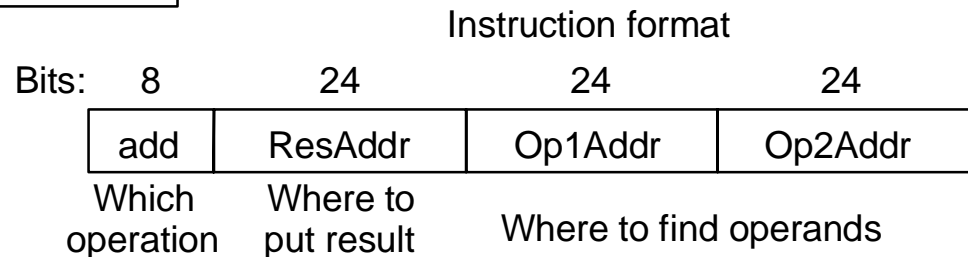 Instruction format
Bits: 8 24 24 24
add ResAddr Op1Addr Op2Addr
Which Where to
operation put result Where to find operands